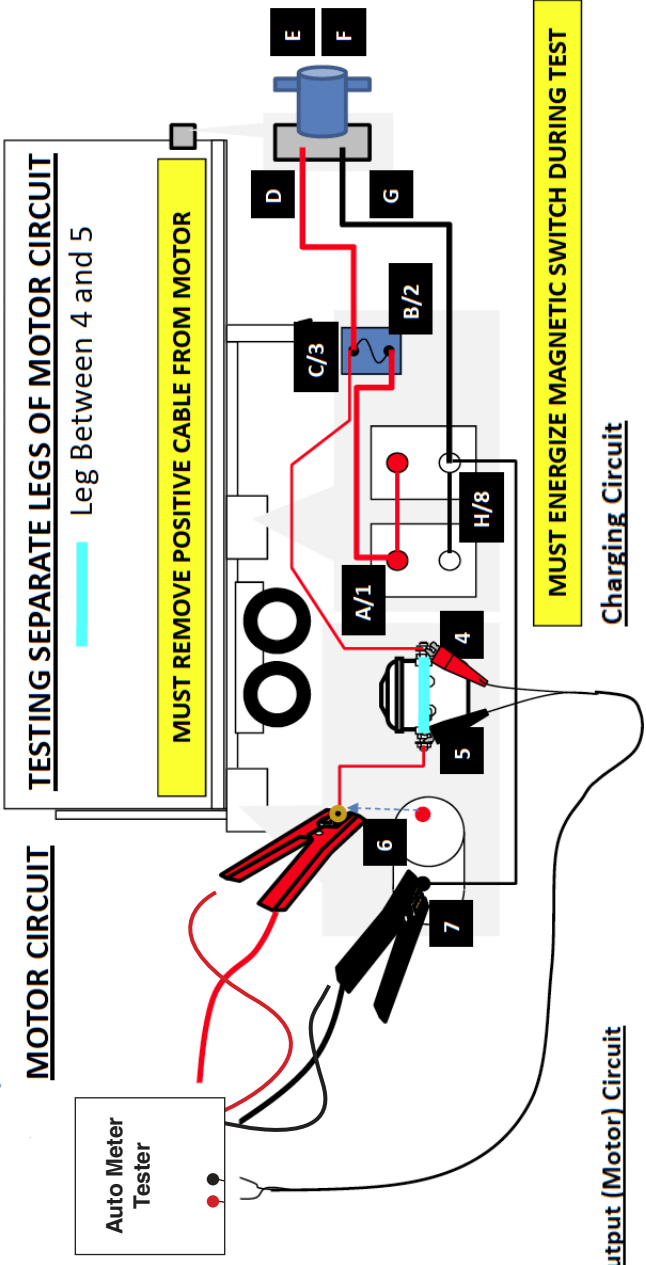 MOTOR CIRCUIT
TESTING SEPARATE LEGS OF MOTOR CIRCUIT
Leg Between 4 and 5
MUST REMOVE POSITIVE CABLE FROM MOTOR
Auto Meter
Tester
E
F
D
G
C/3
B/2
A/1
H/8
4
5
6
7
MUST ENERGIZE MAGNETIC SWITCH DURING TEST
Charging Circuit
(Motor) Circuit